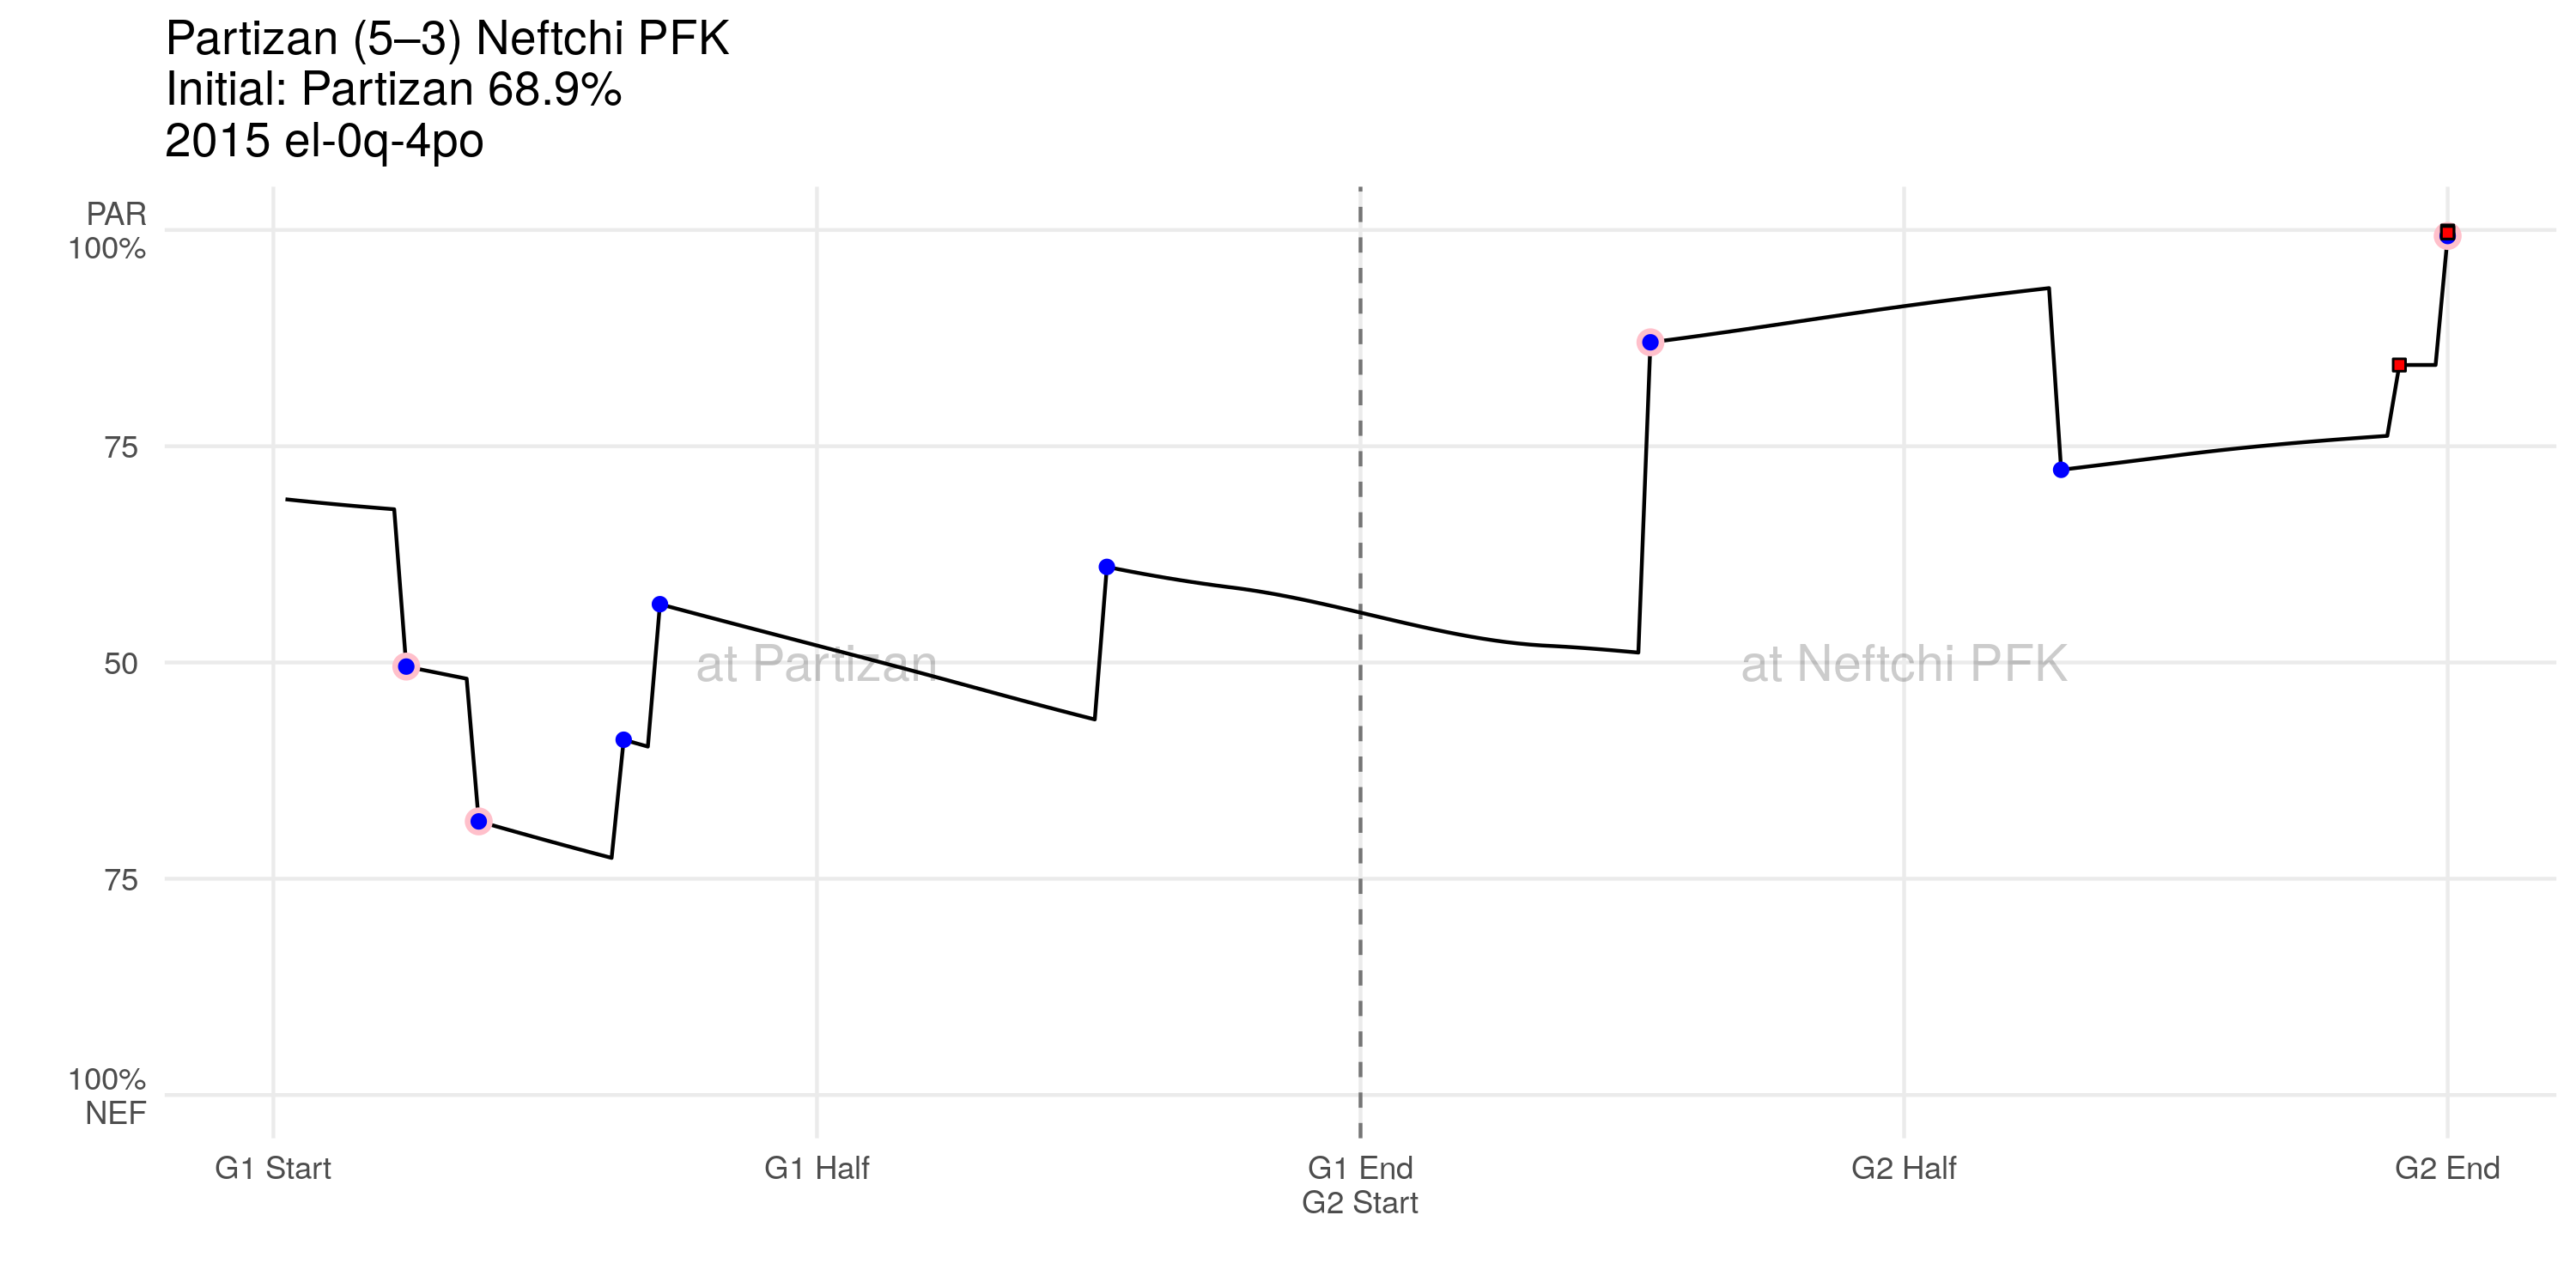 Partizan (5–3) Neftchi PFK
Initial: Partizan 68.9%
2015 el-0q-4po
PAR
100%
75
50
75
100%
NEF
at Partizan
at Neftchi PFK
G1 Start
G1 Half
G1 End
G2 Start
G2 Half
G2 End